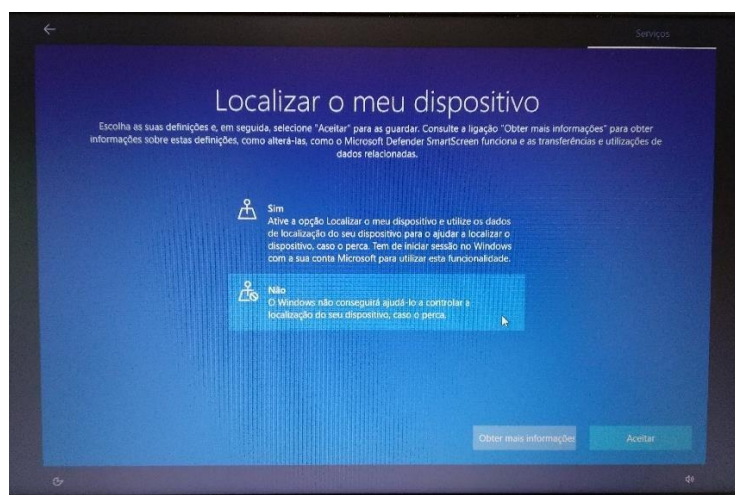 Serviços
Localizar o meu dispositivo
Escolha as suas definições e, em seguida, selecione "Aceitar" para as guardar. Consulte a ligação "Obter mais informações" para obter
informações sobre estas definições, como alterá-las, como o Microsoft Defender SmartScreen funciona e as transferências e utilizações de
dados relacionadas.
Sim
Ative a opção Localizar o meu dispositivo e utilize os dados
de localização do seu dispositivo para o ajudar a localizar o
dispositivo, caso o perca. Tem de iniciar sessão no Windows
com a sua conta Microsoft para utilizar esta funcionalidade.
Não
O Windows não conseguirá ajudá-lo a controlar a
localização do seu dispositivo, caso o perca.
Obter mais informações
Aceitar